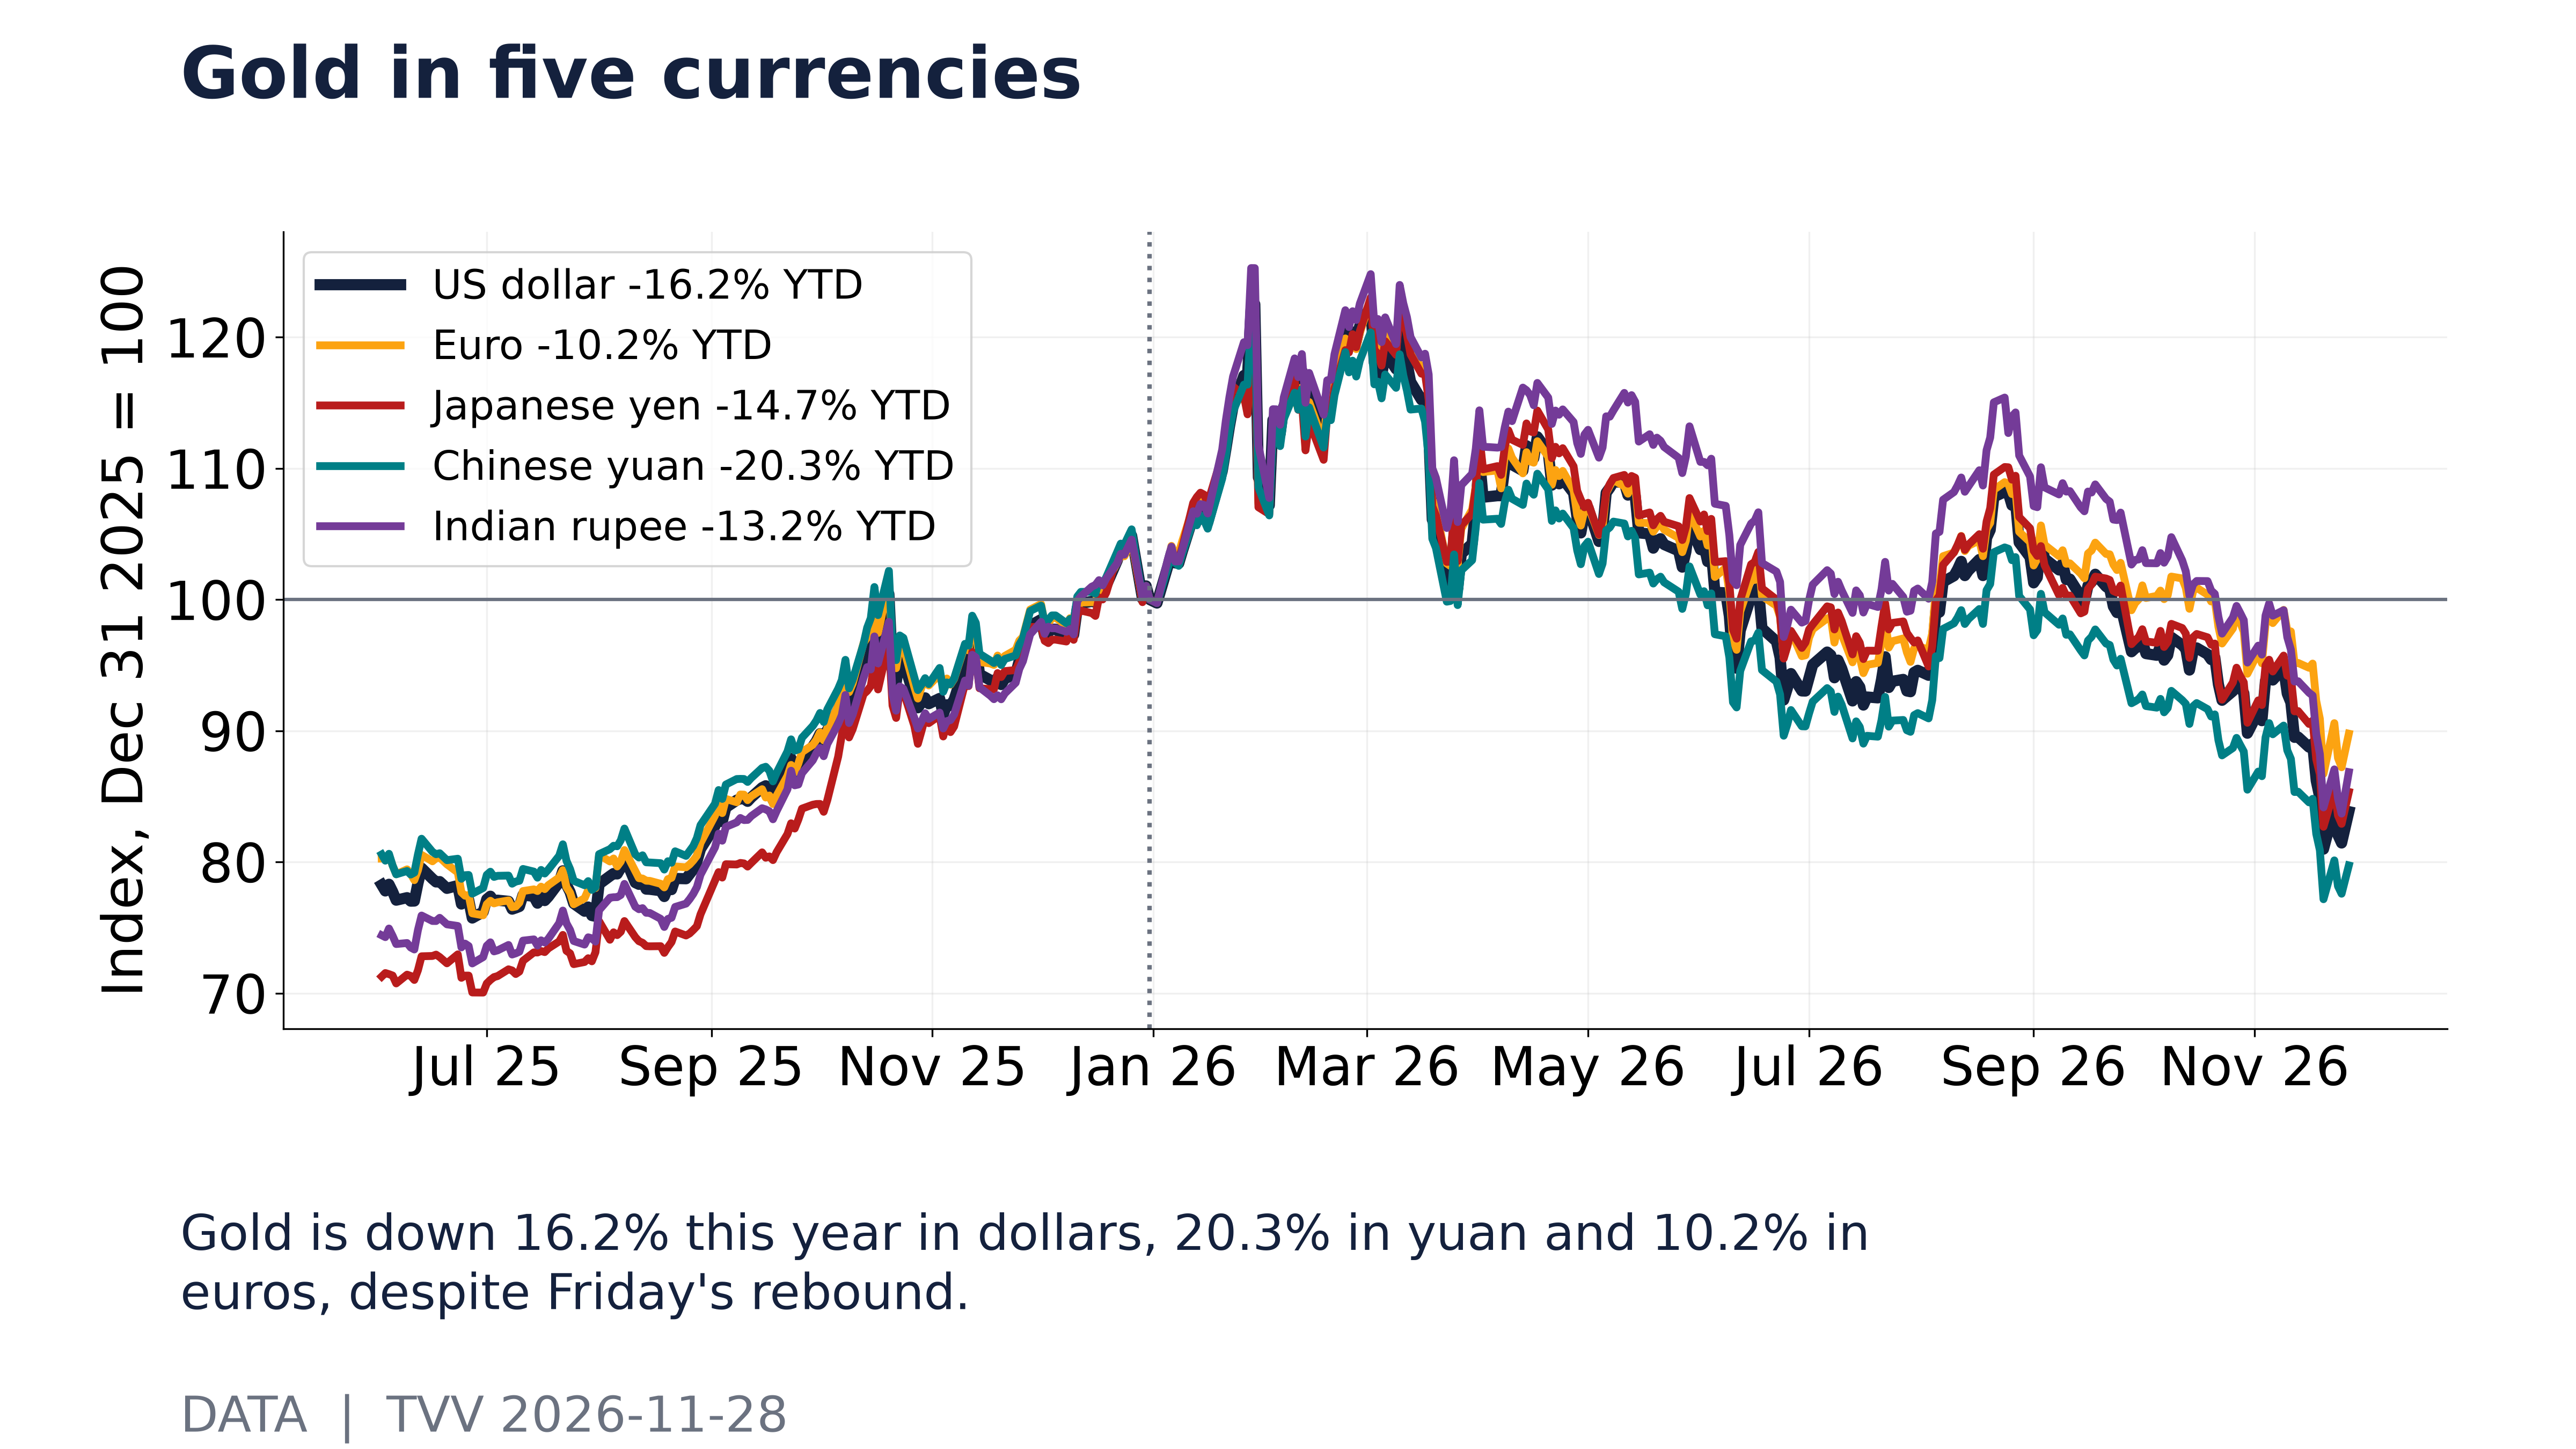 Gold in five currencies
Index, Dec 31 2025 = 100
US dollar -16.2% YTD
Euro -10.2% YTD
Japanese yen -14.7% YTD
Chinese yuan -20.3% YTD
Indian rupee -13.2% YTD
120
110
100
90
80
70
Jul 25 Sep 25 Nov 25 Jan 26 Mar 26 May 26 Jul 26 Sep 26 Nov 26
Gold is down 16.2% this year in dollars, 20.3% in yuan and 10.2% in
euros, despite Friday's rebound.
DATA | TVV 2026-11-28